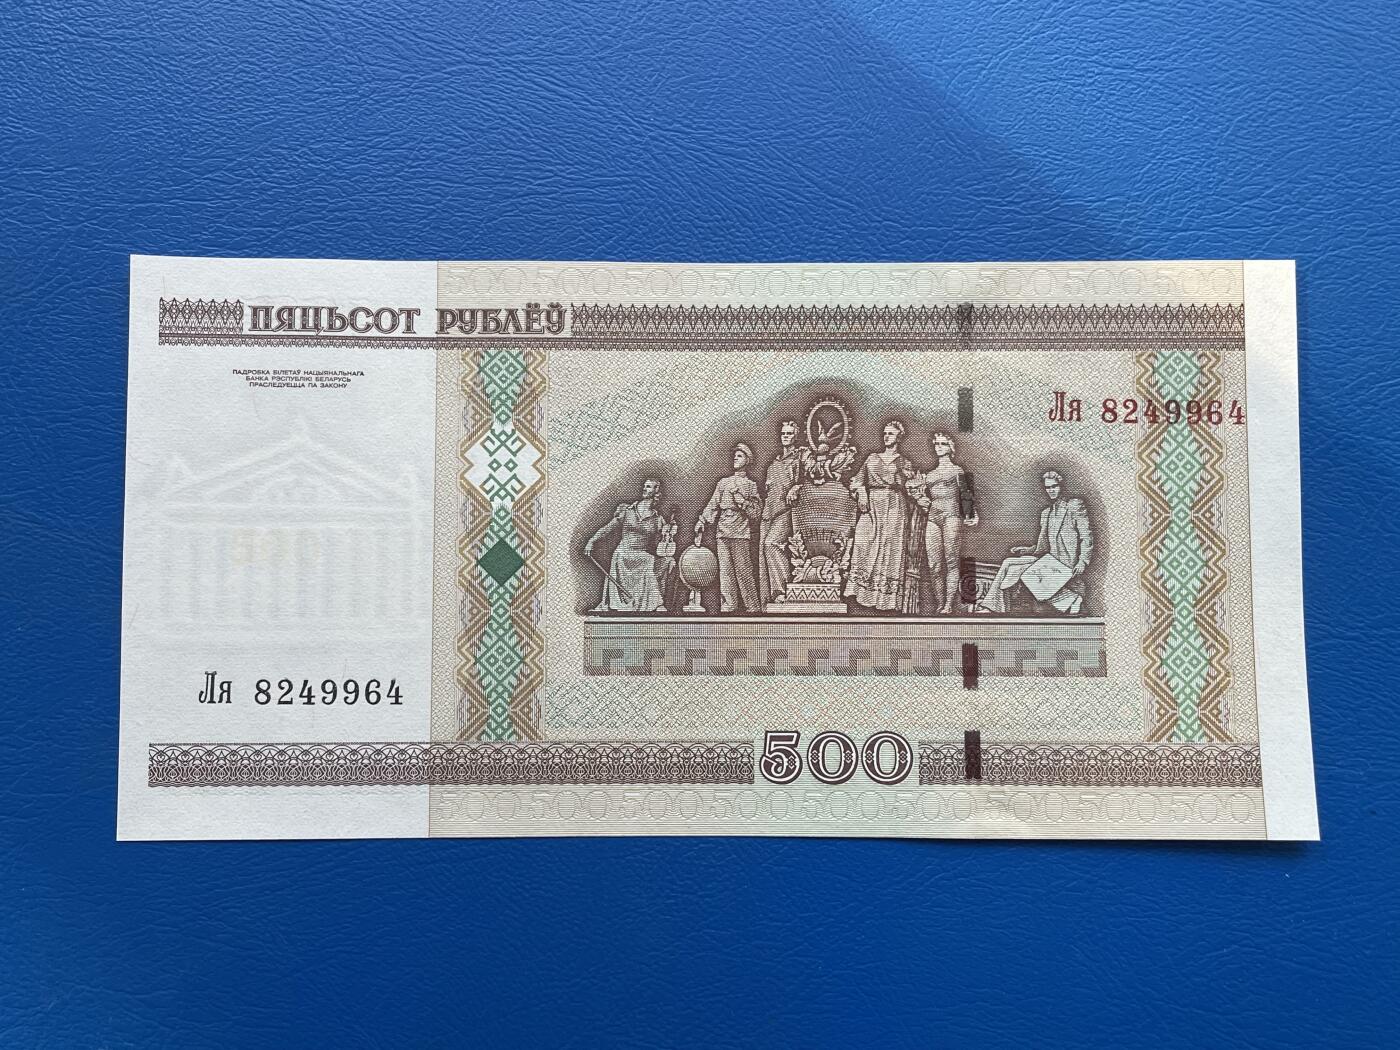 ПЯЦЬСОТ РУБЛЁЎ
ПАДРОБКА БІЛЕТАЎ НАЦЫЯНАЛЬНАГА
БАНКА РЭСПУБЛІКІ БЕЛАРУСЬ
ПРАСЛЕДУЕЦЦА ПА ЗАКОНУ
Ля 8249964
Ля 8249964
500